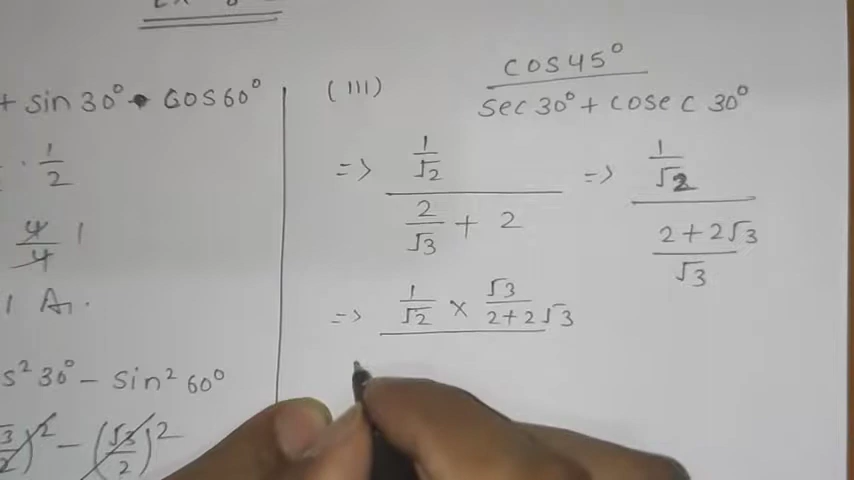 + sin 30° • cos 60°
. 1/2
4/4 1
1 A.
s² 30° - sin² 60°
(√3/2)² - (√3/2)²
(III) cos 45° / sec 30° + cosec 30°
=> 1/√2 / 2/√3 + 2 => 1/√2 / 2 + 2√3 / √3
=> 1/√2 × √3 / 2 + 2√3